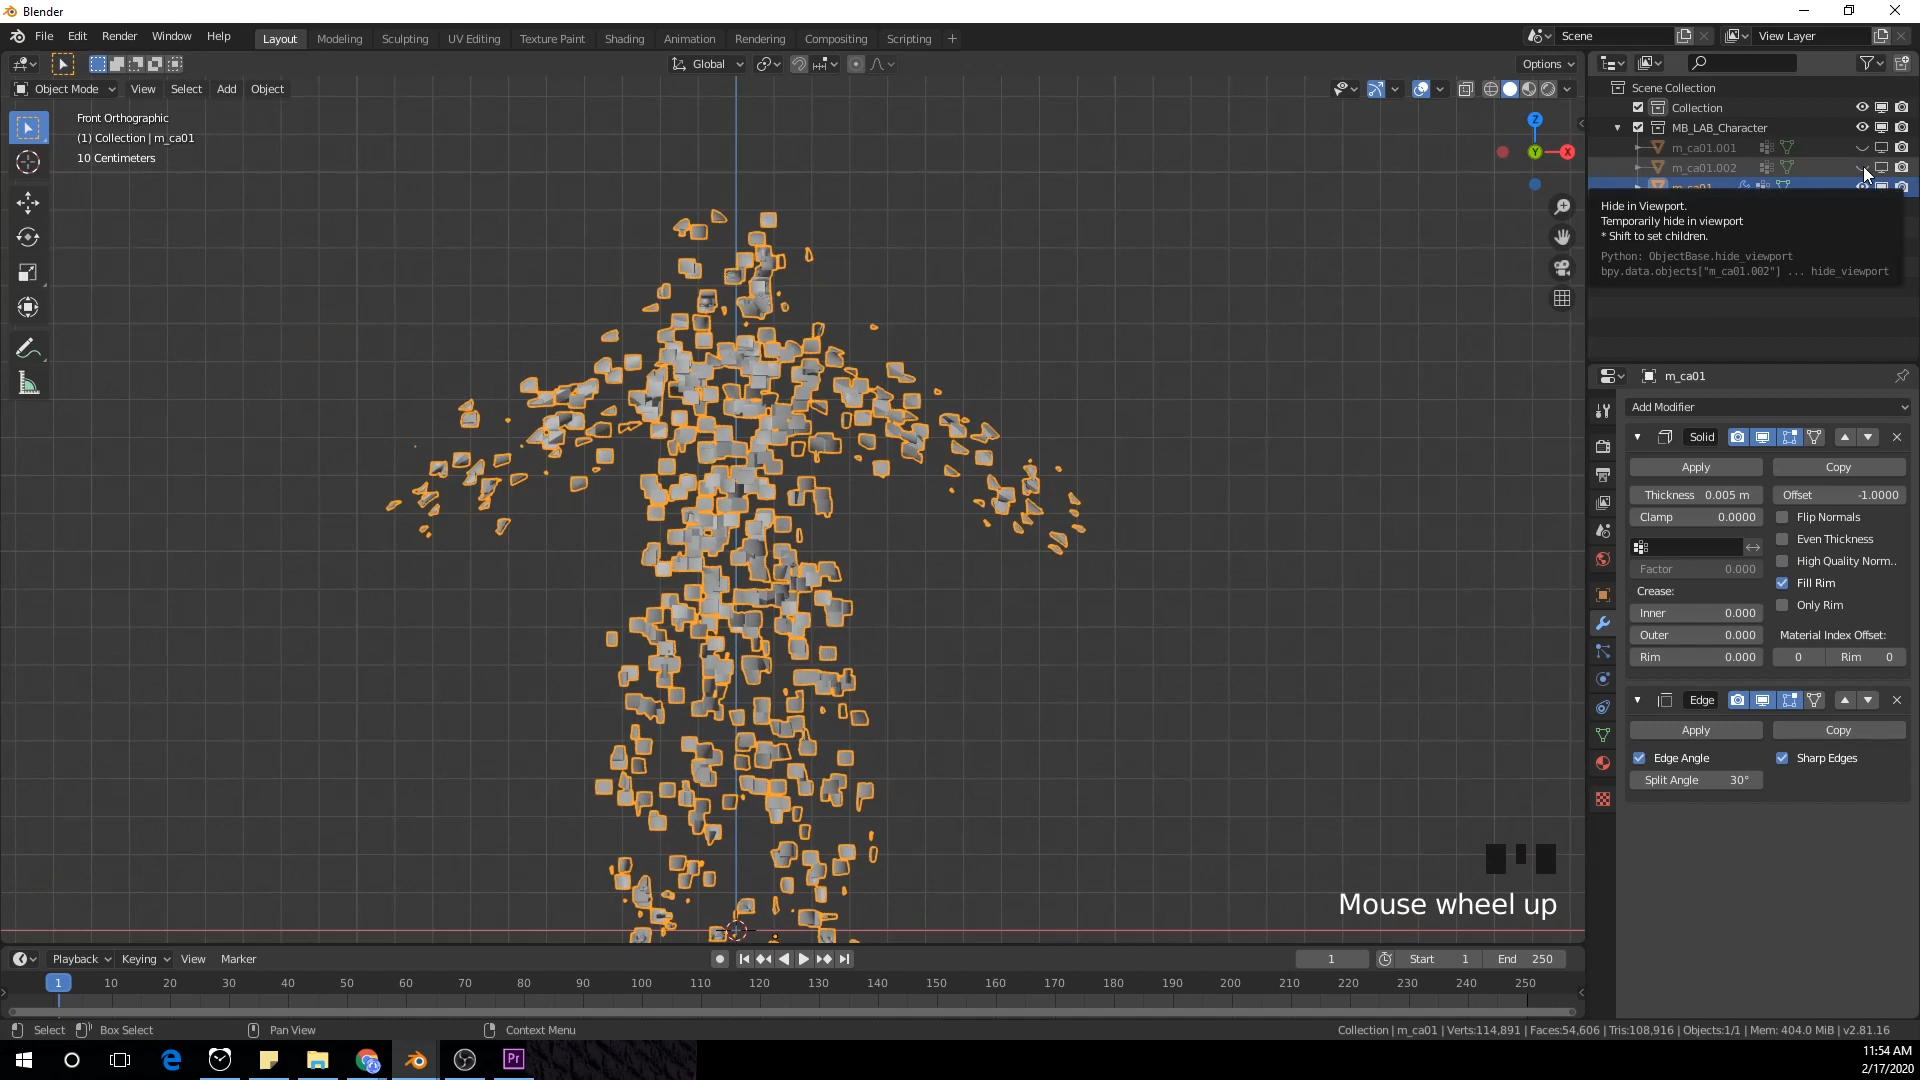 Blender
File Edit Render Window Help
Layout Modeling Sculpting UV Editing Texture Paint Shading Animation Rendering Compositing Scripting
Scene
View Layer
Global
Options
Object Mode View Select Add Object
Front Orthographic
(1) Collection | m_ca01
10 Centimeters
Z
Y
X
Scene Collection
Collection
MB_LAB_Character
m_ca01.001
m_ca01.002
m_ca01
Hide in Viewport.
Temporarily hide in viewport
* Shift to set children.
Python: ObjectBase.hide_viewport
bpy.data.objects["m_ca01.002"] ... hide_viewport
m_ca01
Add Modifier
Solid
Apply Copy
Thickness 0.005 m Offset -1.0000
Clamp 0.0000 Flip Normals
Even Thickness
High Quality Norm..
Factor 0.000 Fill Rim
Crease: Only Rim
Inner 0.000
Outer 0.000 Material Index Offset:
Rim 0.000 0 Rim 0
Edge
Apply Copy
Edge Angle Sharp Edges
Split Angle 30°
Mouse wheel up
Playback Keying View Marker
1 Start 1 End 250
1 10 20 30 40 50 60 70 80 90 100 110 120 130 140 150 160 170 180 190 200 210 220 230 240 250
Select Box Select Pan View Context Menu
Collection | m_ca01 | Verts:114,891 | Faces:54,606 | Tris:108,916 | Objects:1/1 | Mem: 404.0 MiB | v2.81.16
Pr
11:54 AM
2/17/2020